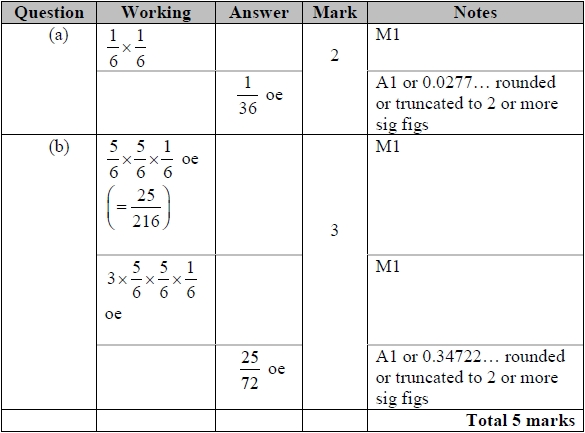 Question Working Answer Mark Notes
(a) 1/6 × 1/6 2 M1
1/36 oe A1 or 0.0277… rounded
or truncated to 2 or more
sig figs
(b) 5/6 × 5/6 × 1/6 oe M1
(= 25/216)
3
3 × 5/6 × 5/6 × 1/6 M1
oe
25/72 oe A1 or 0.34722… rounded
or truncated to 2 or more
sig figs
Total 5 marks